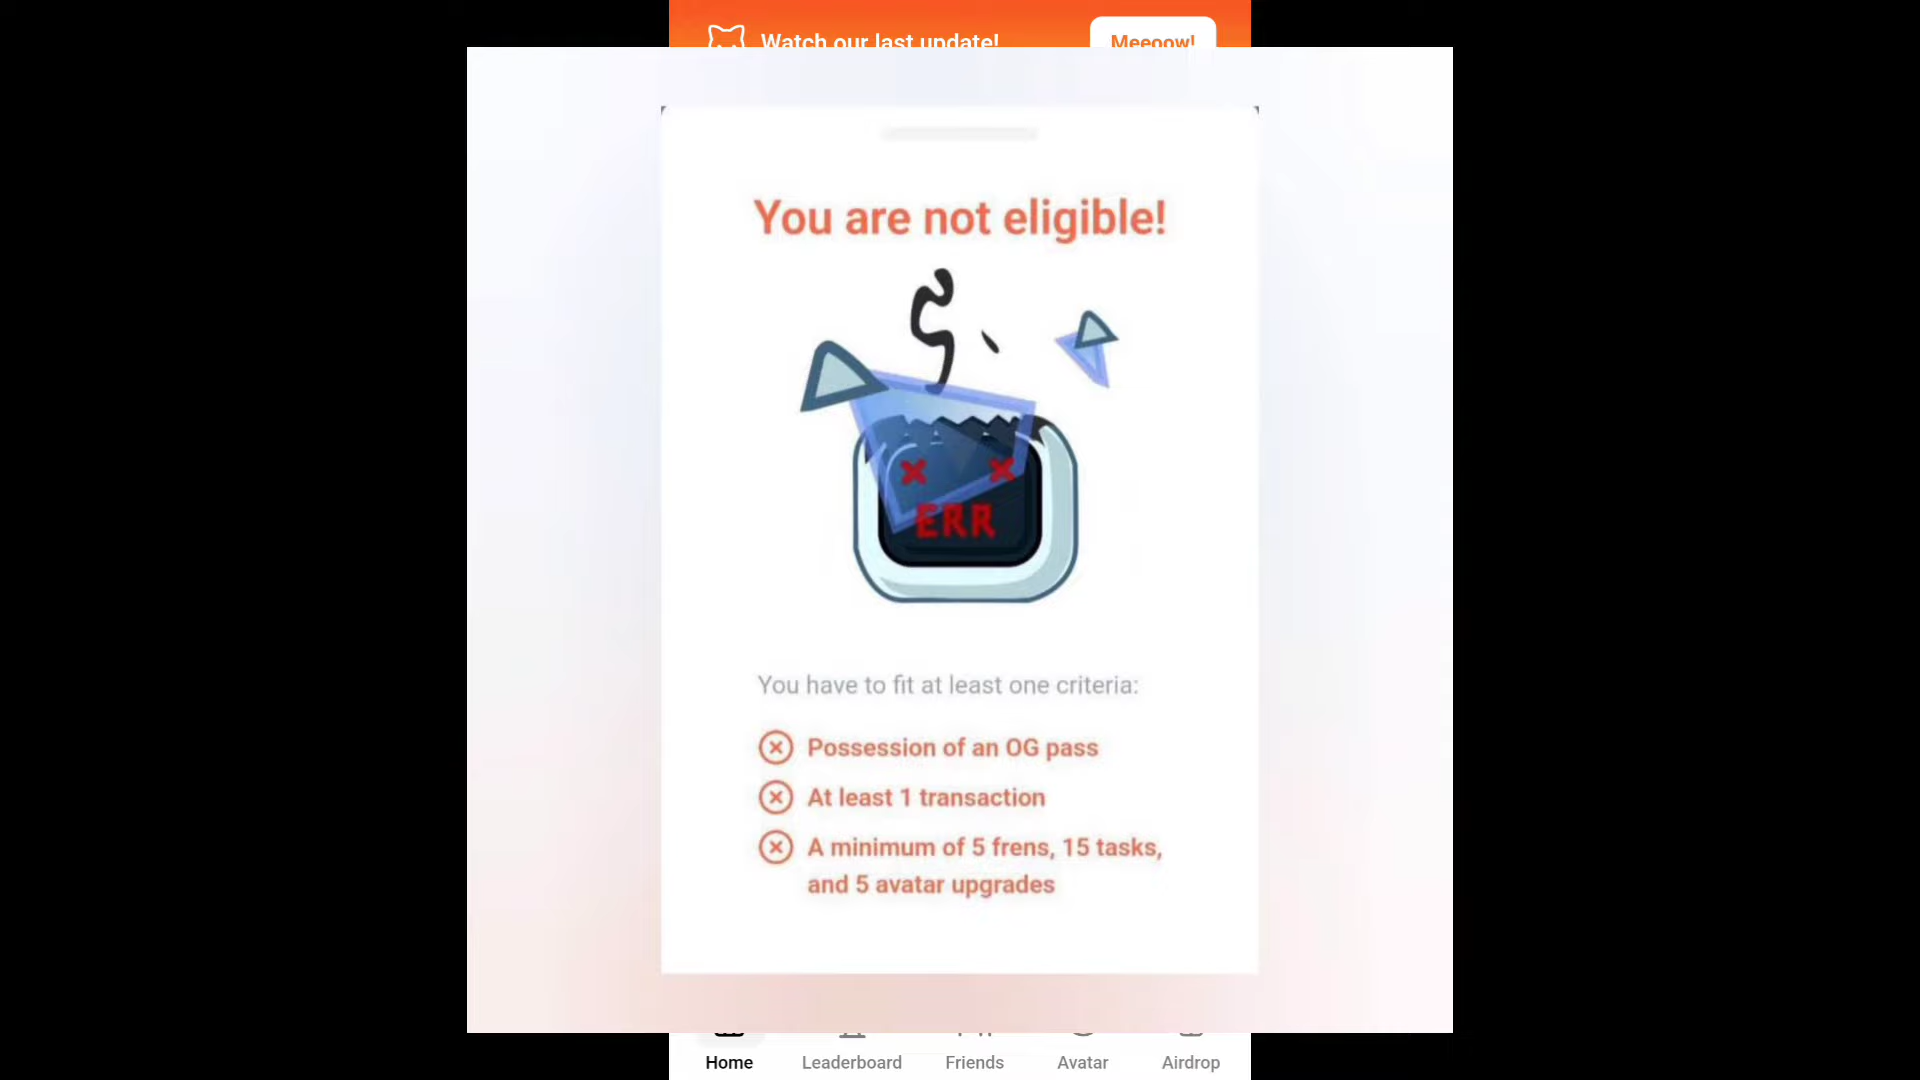 Watch our last update!
Meeoow!
You are not eligible!
ERR
You have to fit at least one criteria:
Possession of an OG pass
At least 1 transaction
A minimum of 5 frens, 15 tasks,
and 5 avatar upgrades
Home
Leaderboard
Friends
Avatar
Airdrop